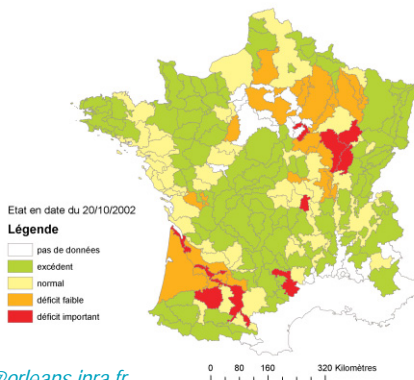 Etat en date du 20/10/2002
Légende
pas de données
excédent
normal
déficit faible
déficit important
@orleans.inra.fr
0 80 160 320 Kilomètres